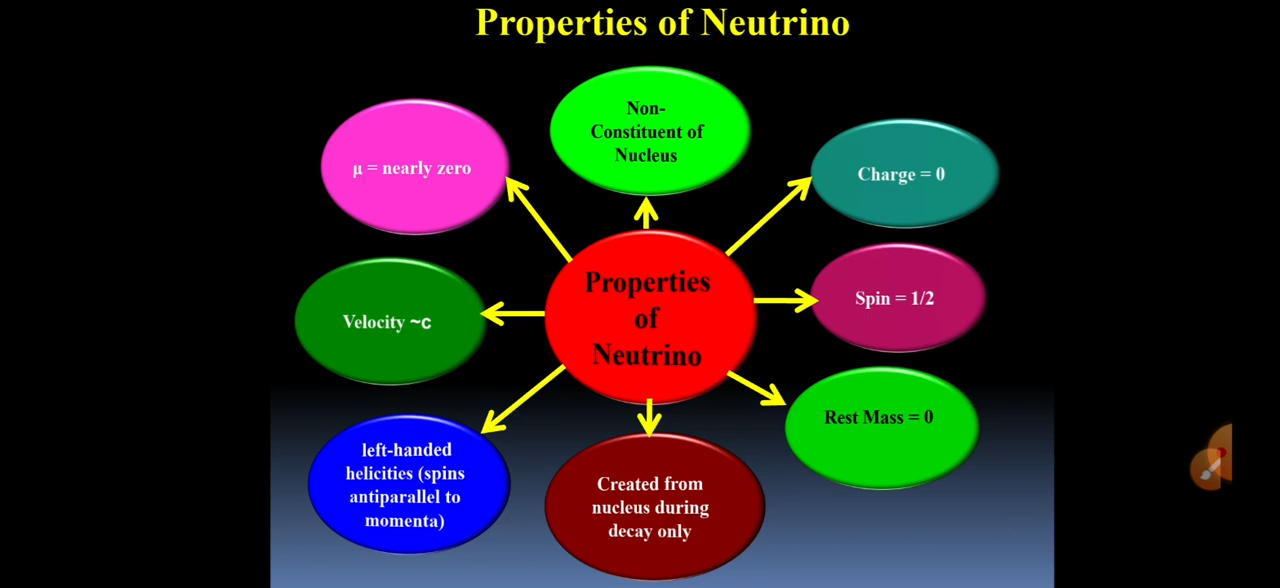 Properties of Neutrino
Non-
Constituent of
Nucleus
μ = nearly zero
Charge = 0
Properties
of
Neutrino
Spin = 1/2
Velocity ~c
Rest Mass = 0
left-handed
helicities (spins
antiparallel to
momenta)
Created from
nucleus during
decay only